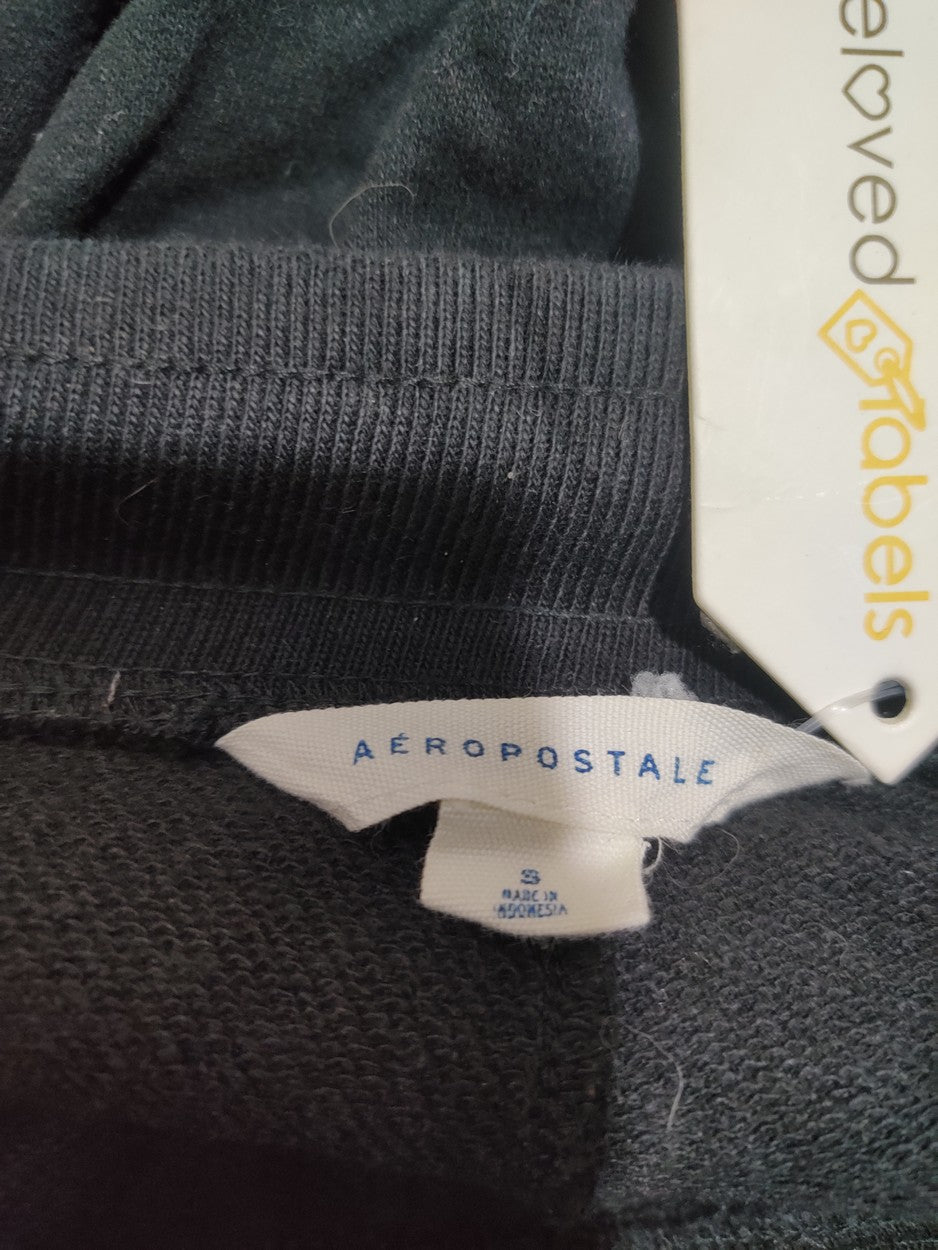 eloved
Labels
AÉROPOSTALE
S
MADE IN
INDONESIA